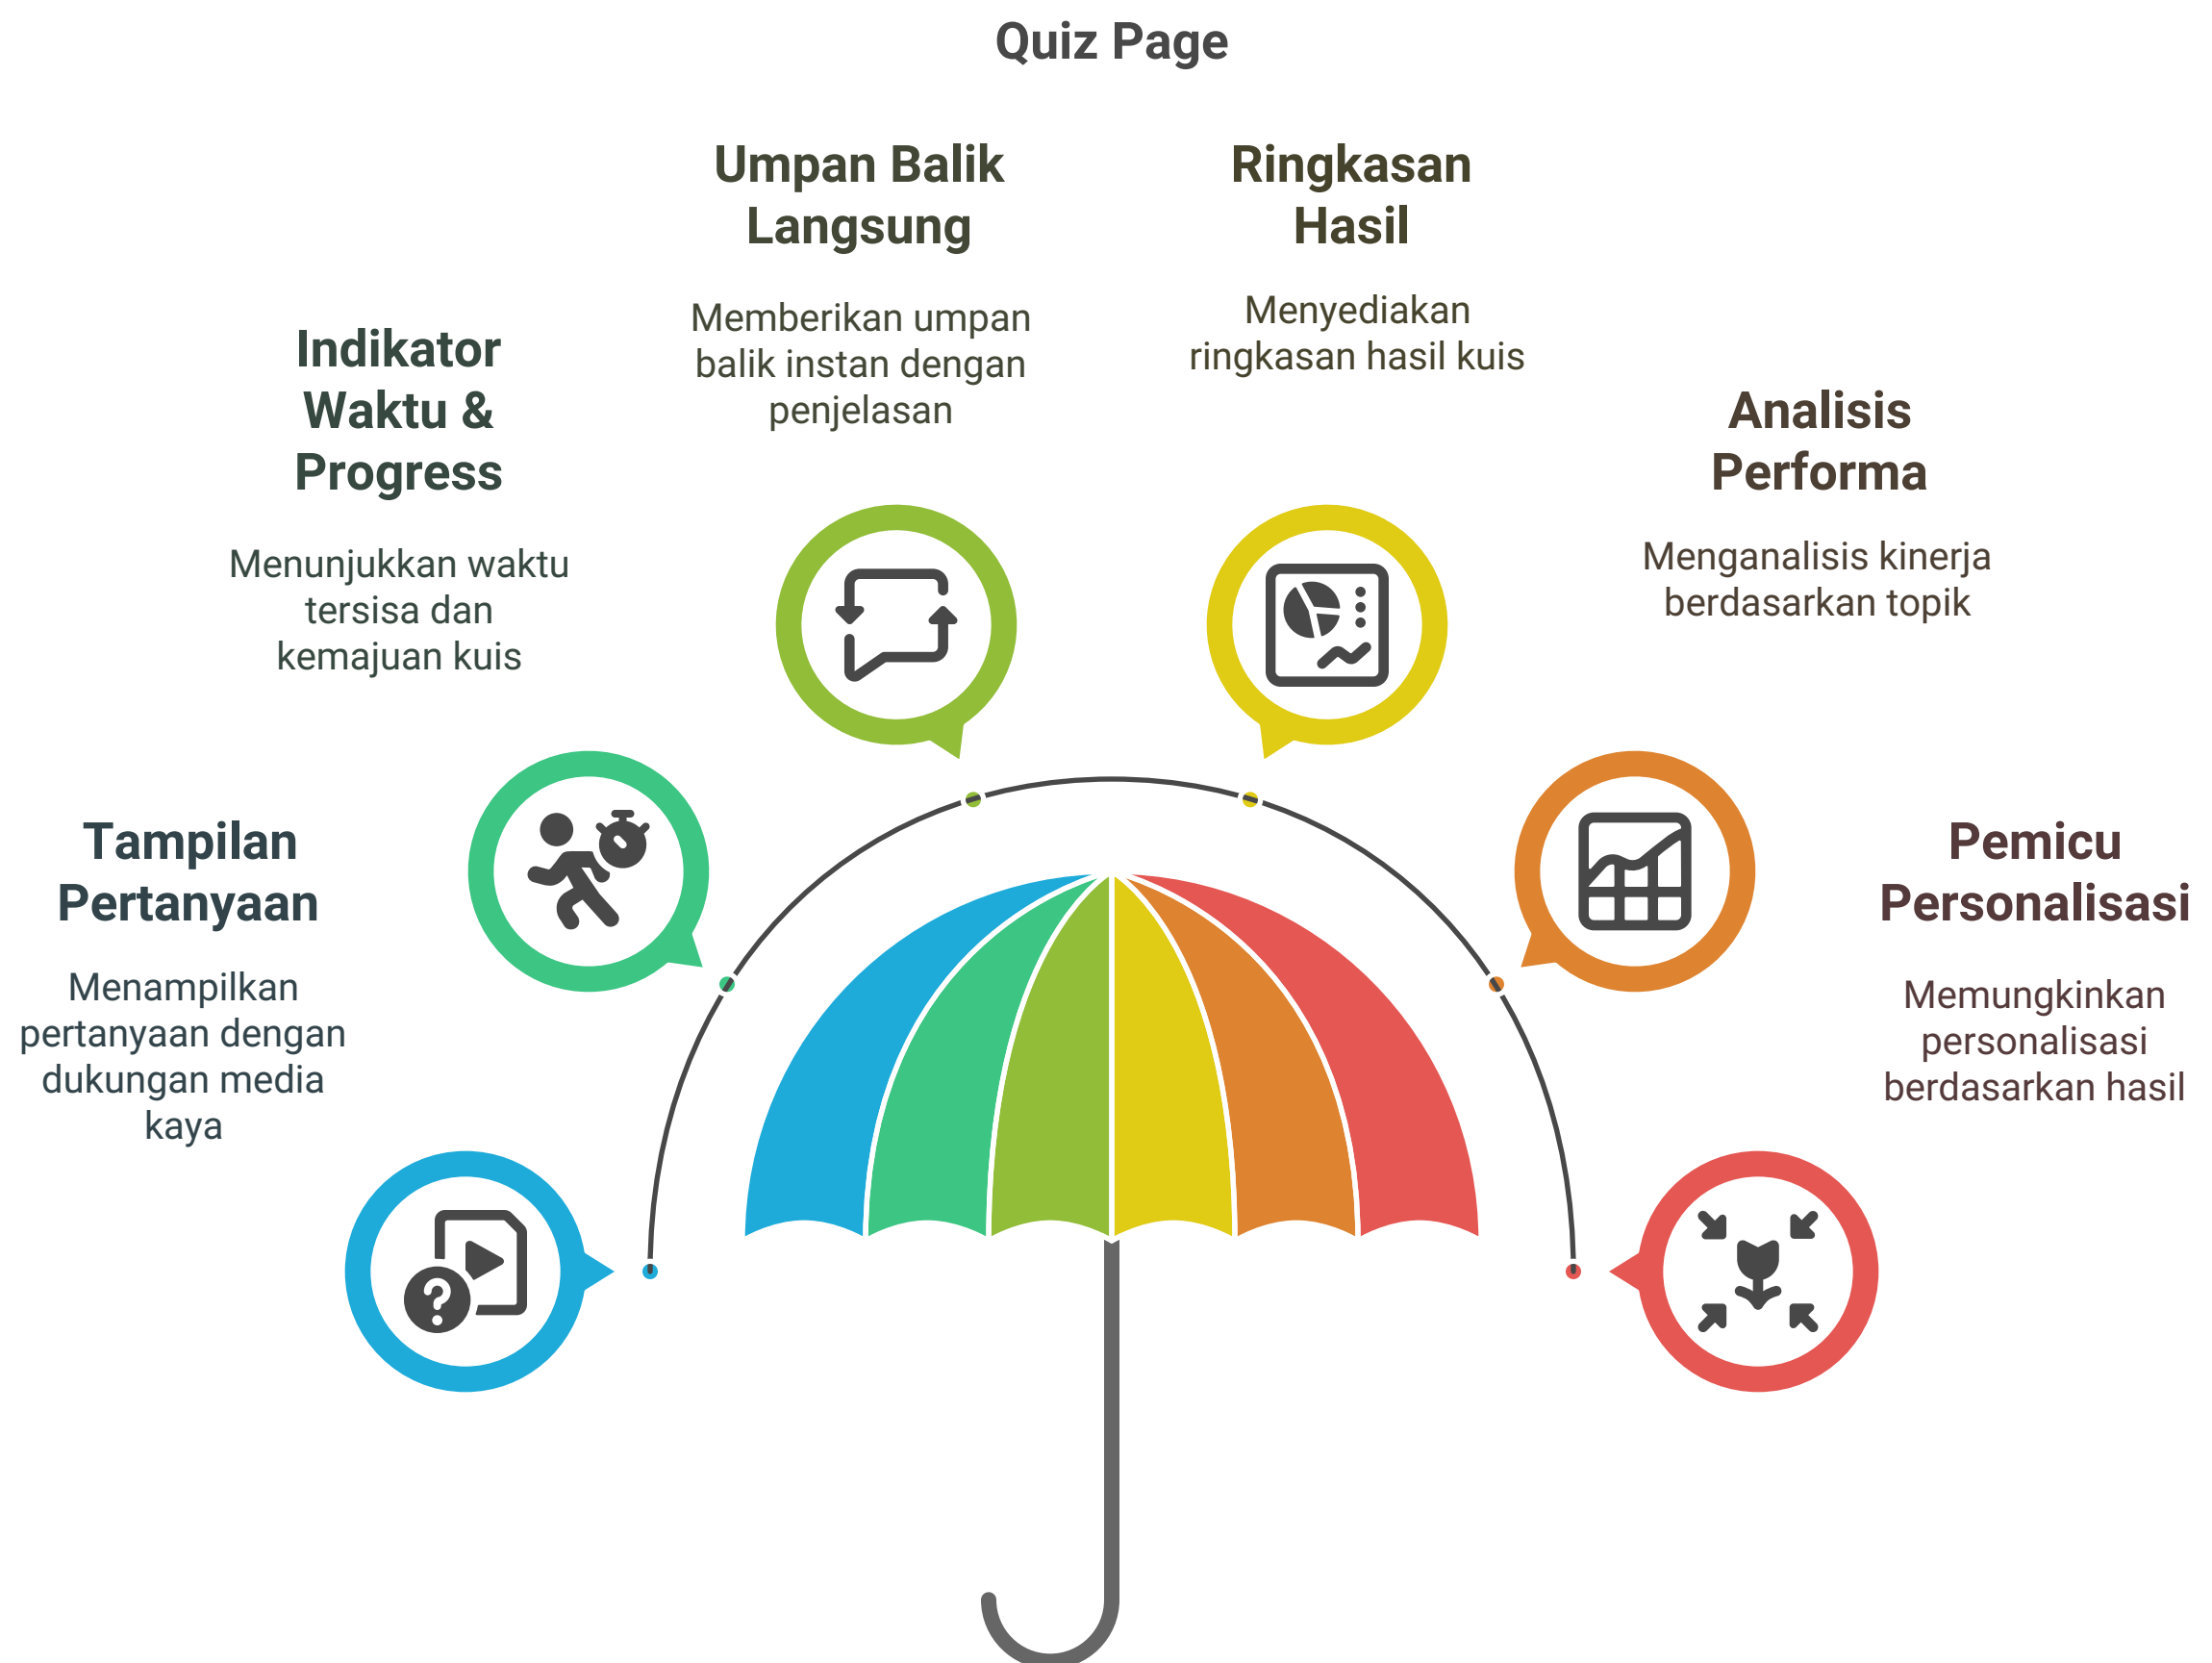 Quiz Page
Umpan Balik
Langsung
Memberikan umpan
balik instan dengan
penjelasan
Ringkasan
Hasil
Menyediakan
ringkasan hasil kuis
Indikator
Waktu &
Progress
Menunjukkan waktu
tersisa dan
kemajuan kuis
Analisis
Performa
Menganalisis kinerja
berdasarkan topik
Tampilan
Pertanyaan
Menampilkan
pertanyaan dengan
dukungan media
kaya
Pemicu
Personalisasi
Memungkinkan
personalisasi
berdasarkan hasil
?